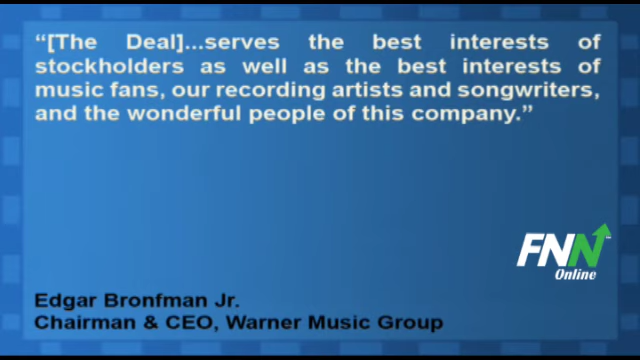 “[The Deal]...serves the best interests of
stockholders as well as the best interests of
music fans, our recording artists and songwriters,
and the wonderful people of this company.”
FNN
Online
Edgar Bronfman Jr.
Chairman & CEO, Warner Music Group